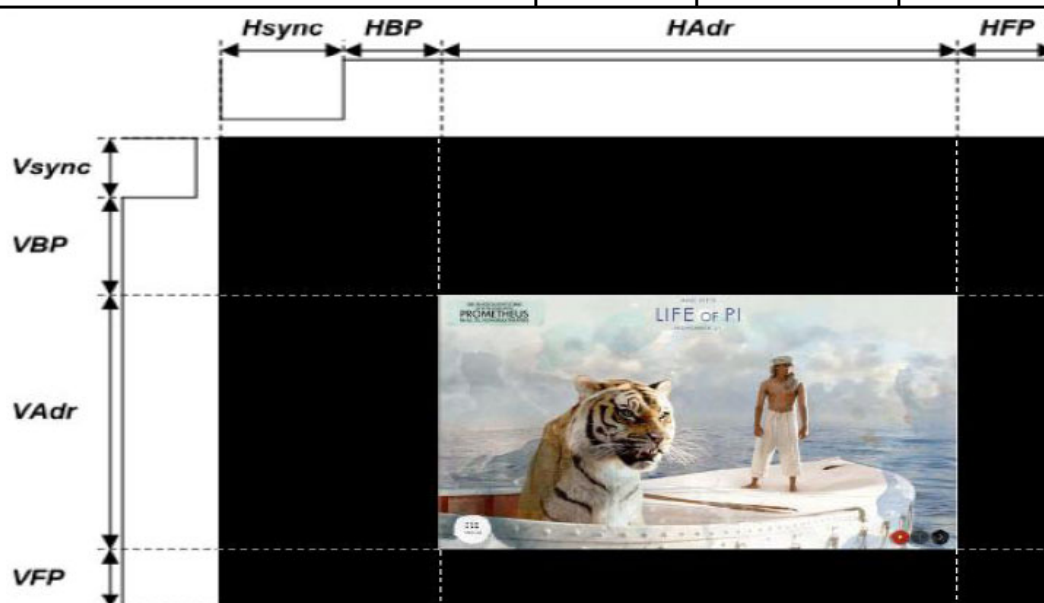 Hsync HBP HAdr HFP
Vsync
VBP
PROMETHEUS
LIFE OF PI
VAdr
VFP